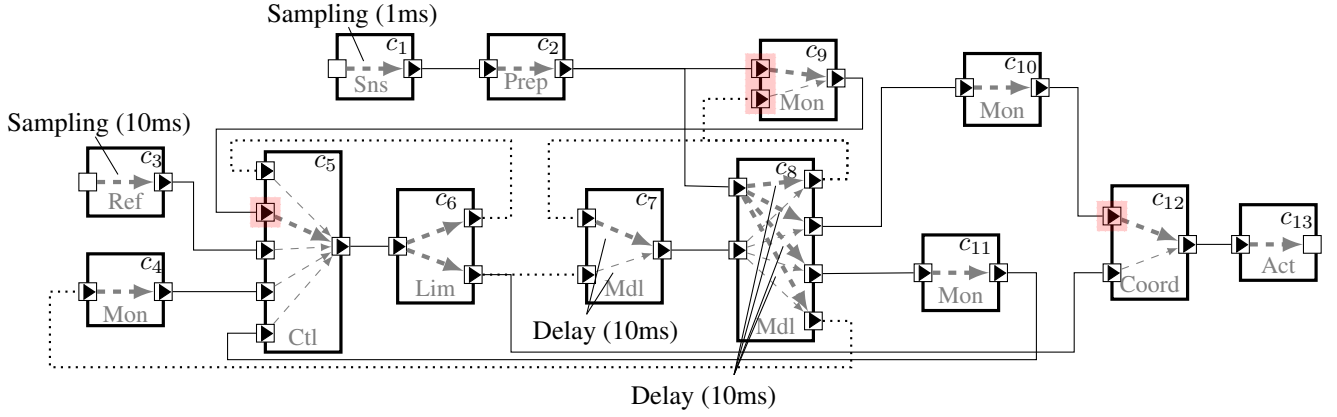 Sampling (1ms)
c1
Sns
c2
Prep
c9
Mon
c10
Mon
Sampling (10ms)
c3
Ref
c5
Ctl
c6
Lim
c7
Mdl
c8
Mdl
c4
Mon
c11
Mon
c12
Coord
c13
Act
Delay (10ms)
Delay (10ms)